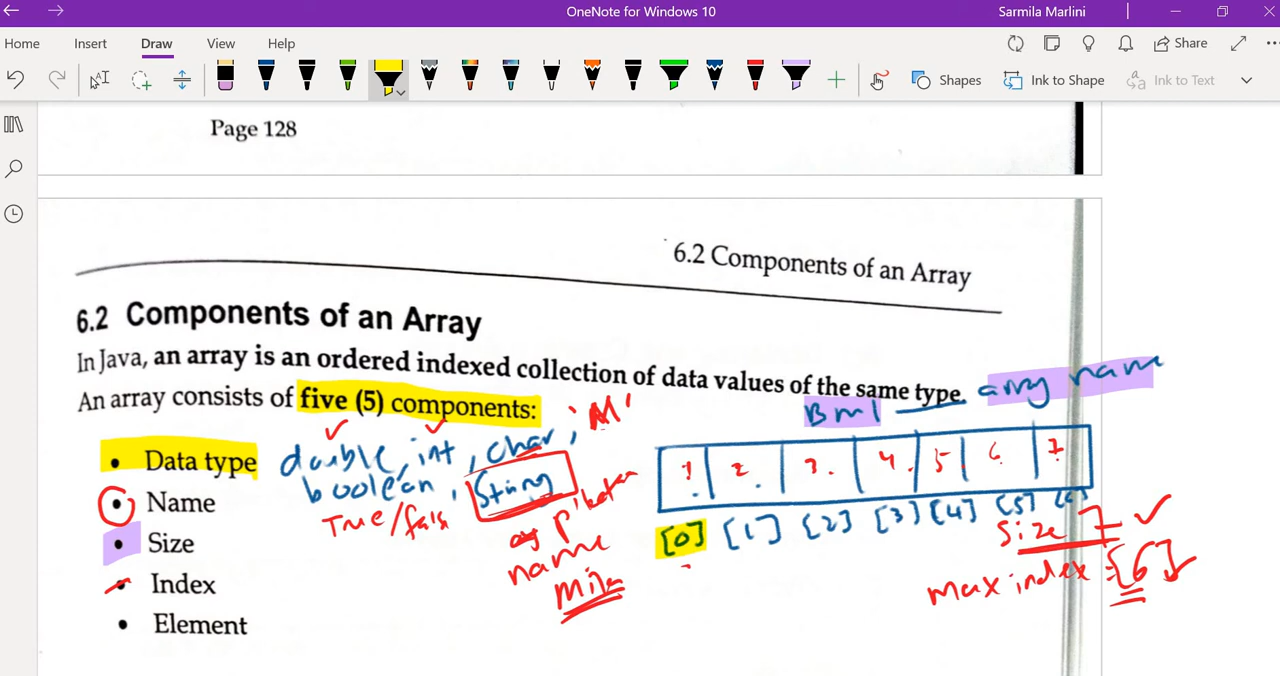 OneNote for Windows 10
Sarmila Marlini
Home Insert Draw View Help
Share
Shapes
Ink to Shape
Ink to Text
Page 128
6.2 Components of an Array
6.2 Components of an Array
In Java, an array is an ordered indexed collection of data values of the same type.
An array consists of five (5) components:
array name
Bml
• Data type
double, int, char, 'M'
boolean, String
True/fals
name
Mila
1 2. 3. 4. 5 6 7
[0] [1] [2] [3] [4] [5] [6]
Size 7
max index [6]
• Name
• Size
• Index
• Element